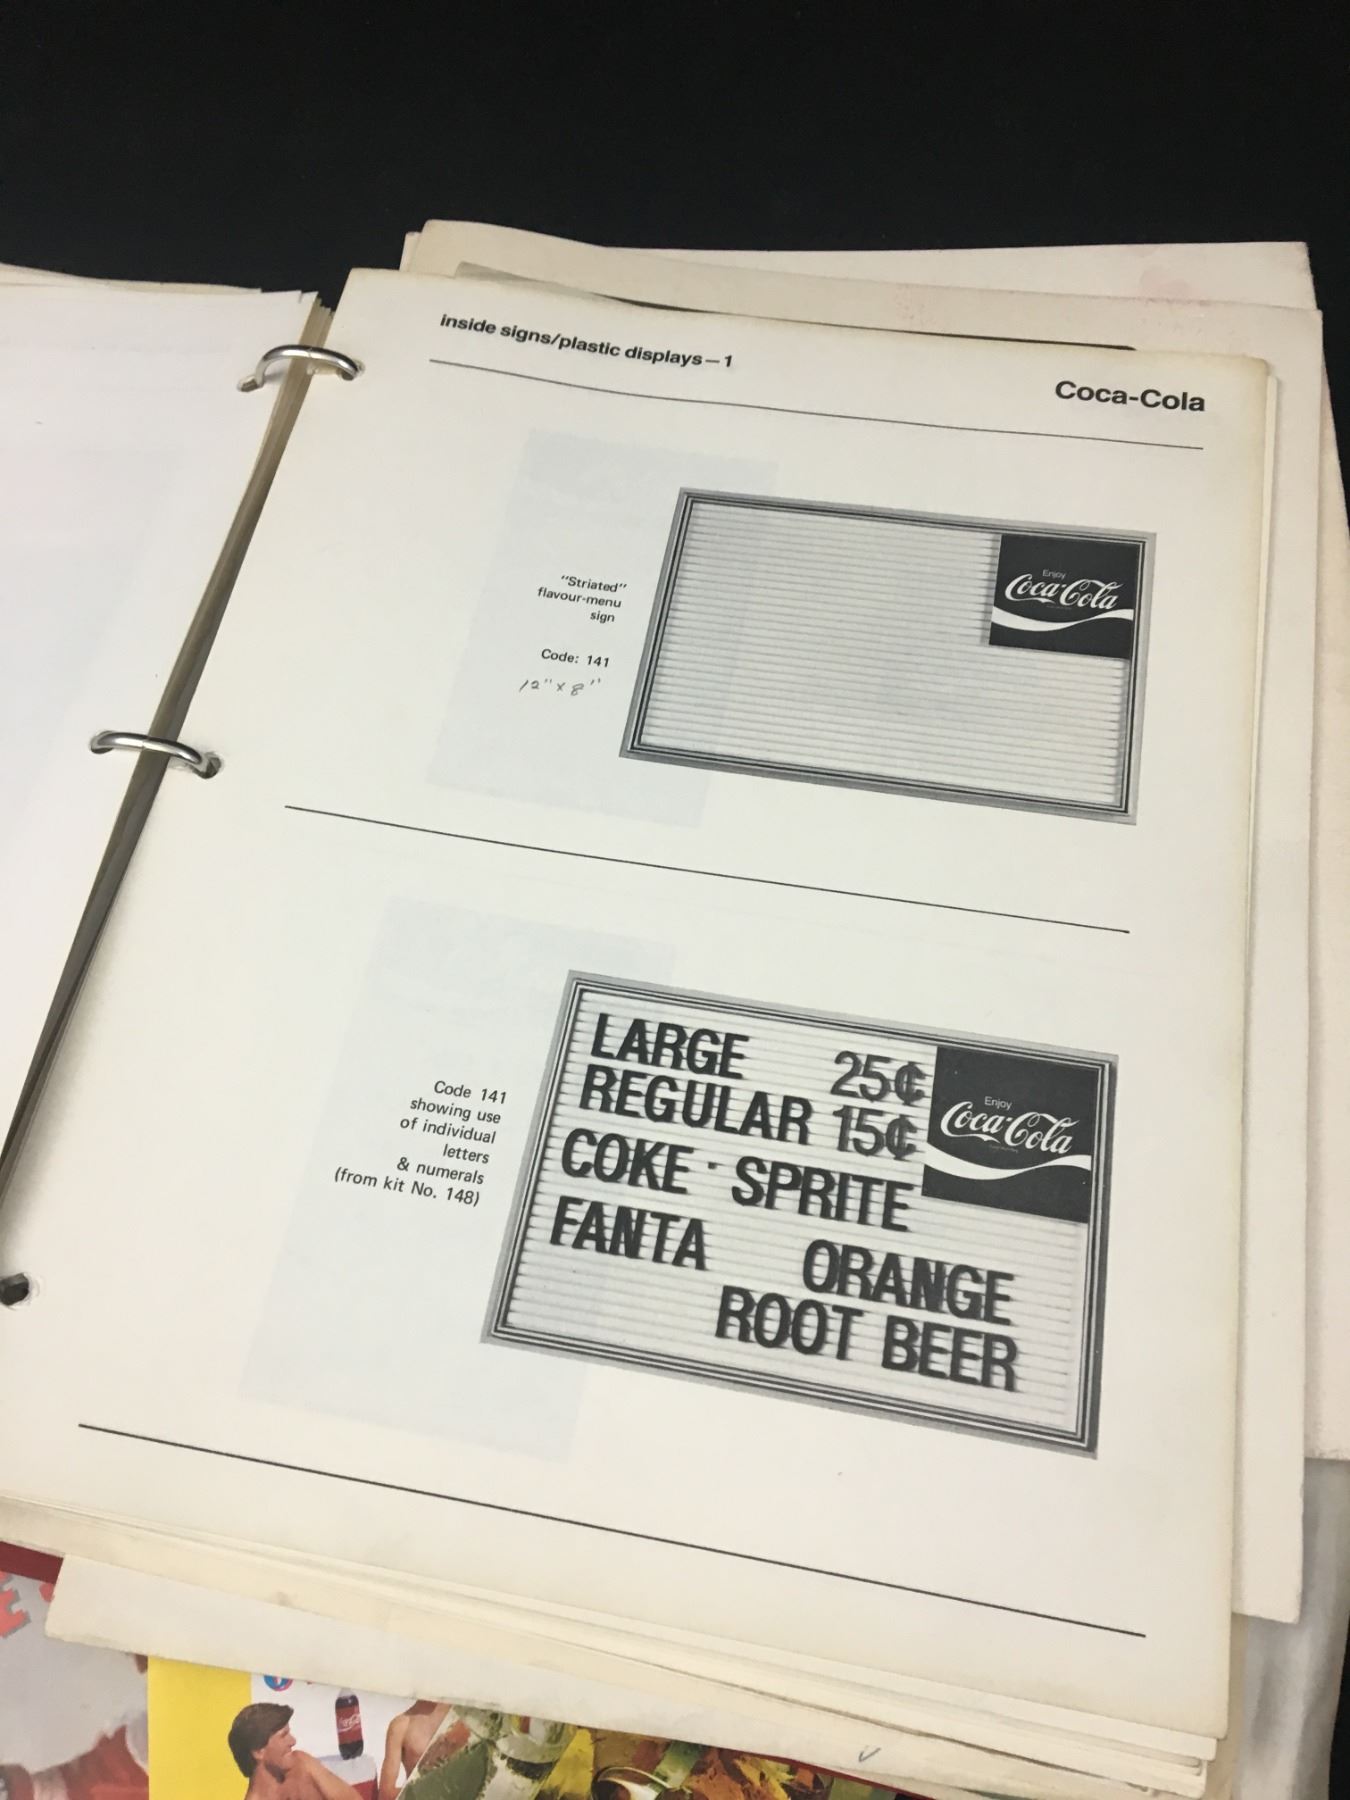 inside signs/plastic displays—1
Coca-Cola
"Striated"
flavour-menu
sign
Code: 141
12" x 8"
Enjoy
Coca-Cola
Code 141
showing use
of individual
letters
& numerals
(from kit No. 148)
LARGE 25¢
REGULAR 15¢
COKE · SPRITE
FANTA ORANGE
ROOT BEER
Enjoy
Coca-Cola